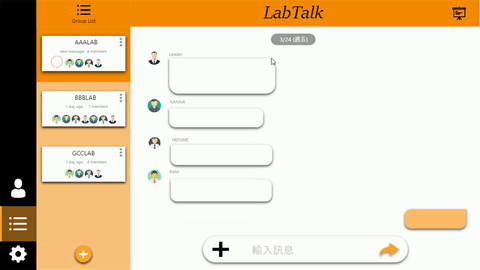 Group List
LabTalk
AAALAB
new message! 4 members
BBBLAB
1 day ago 7 members
GCCLAB
1 day ago 4 members
3/24 (週五)
Leader
KANNA
HEFUME
RAM
輸入訊息